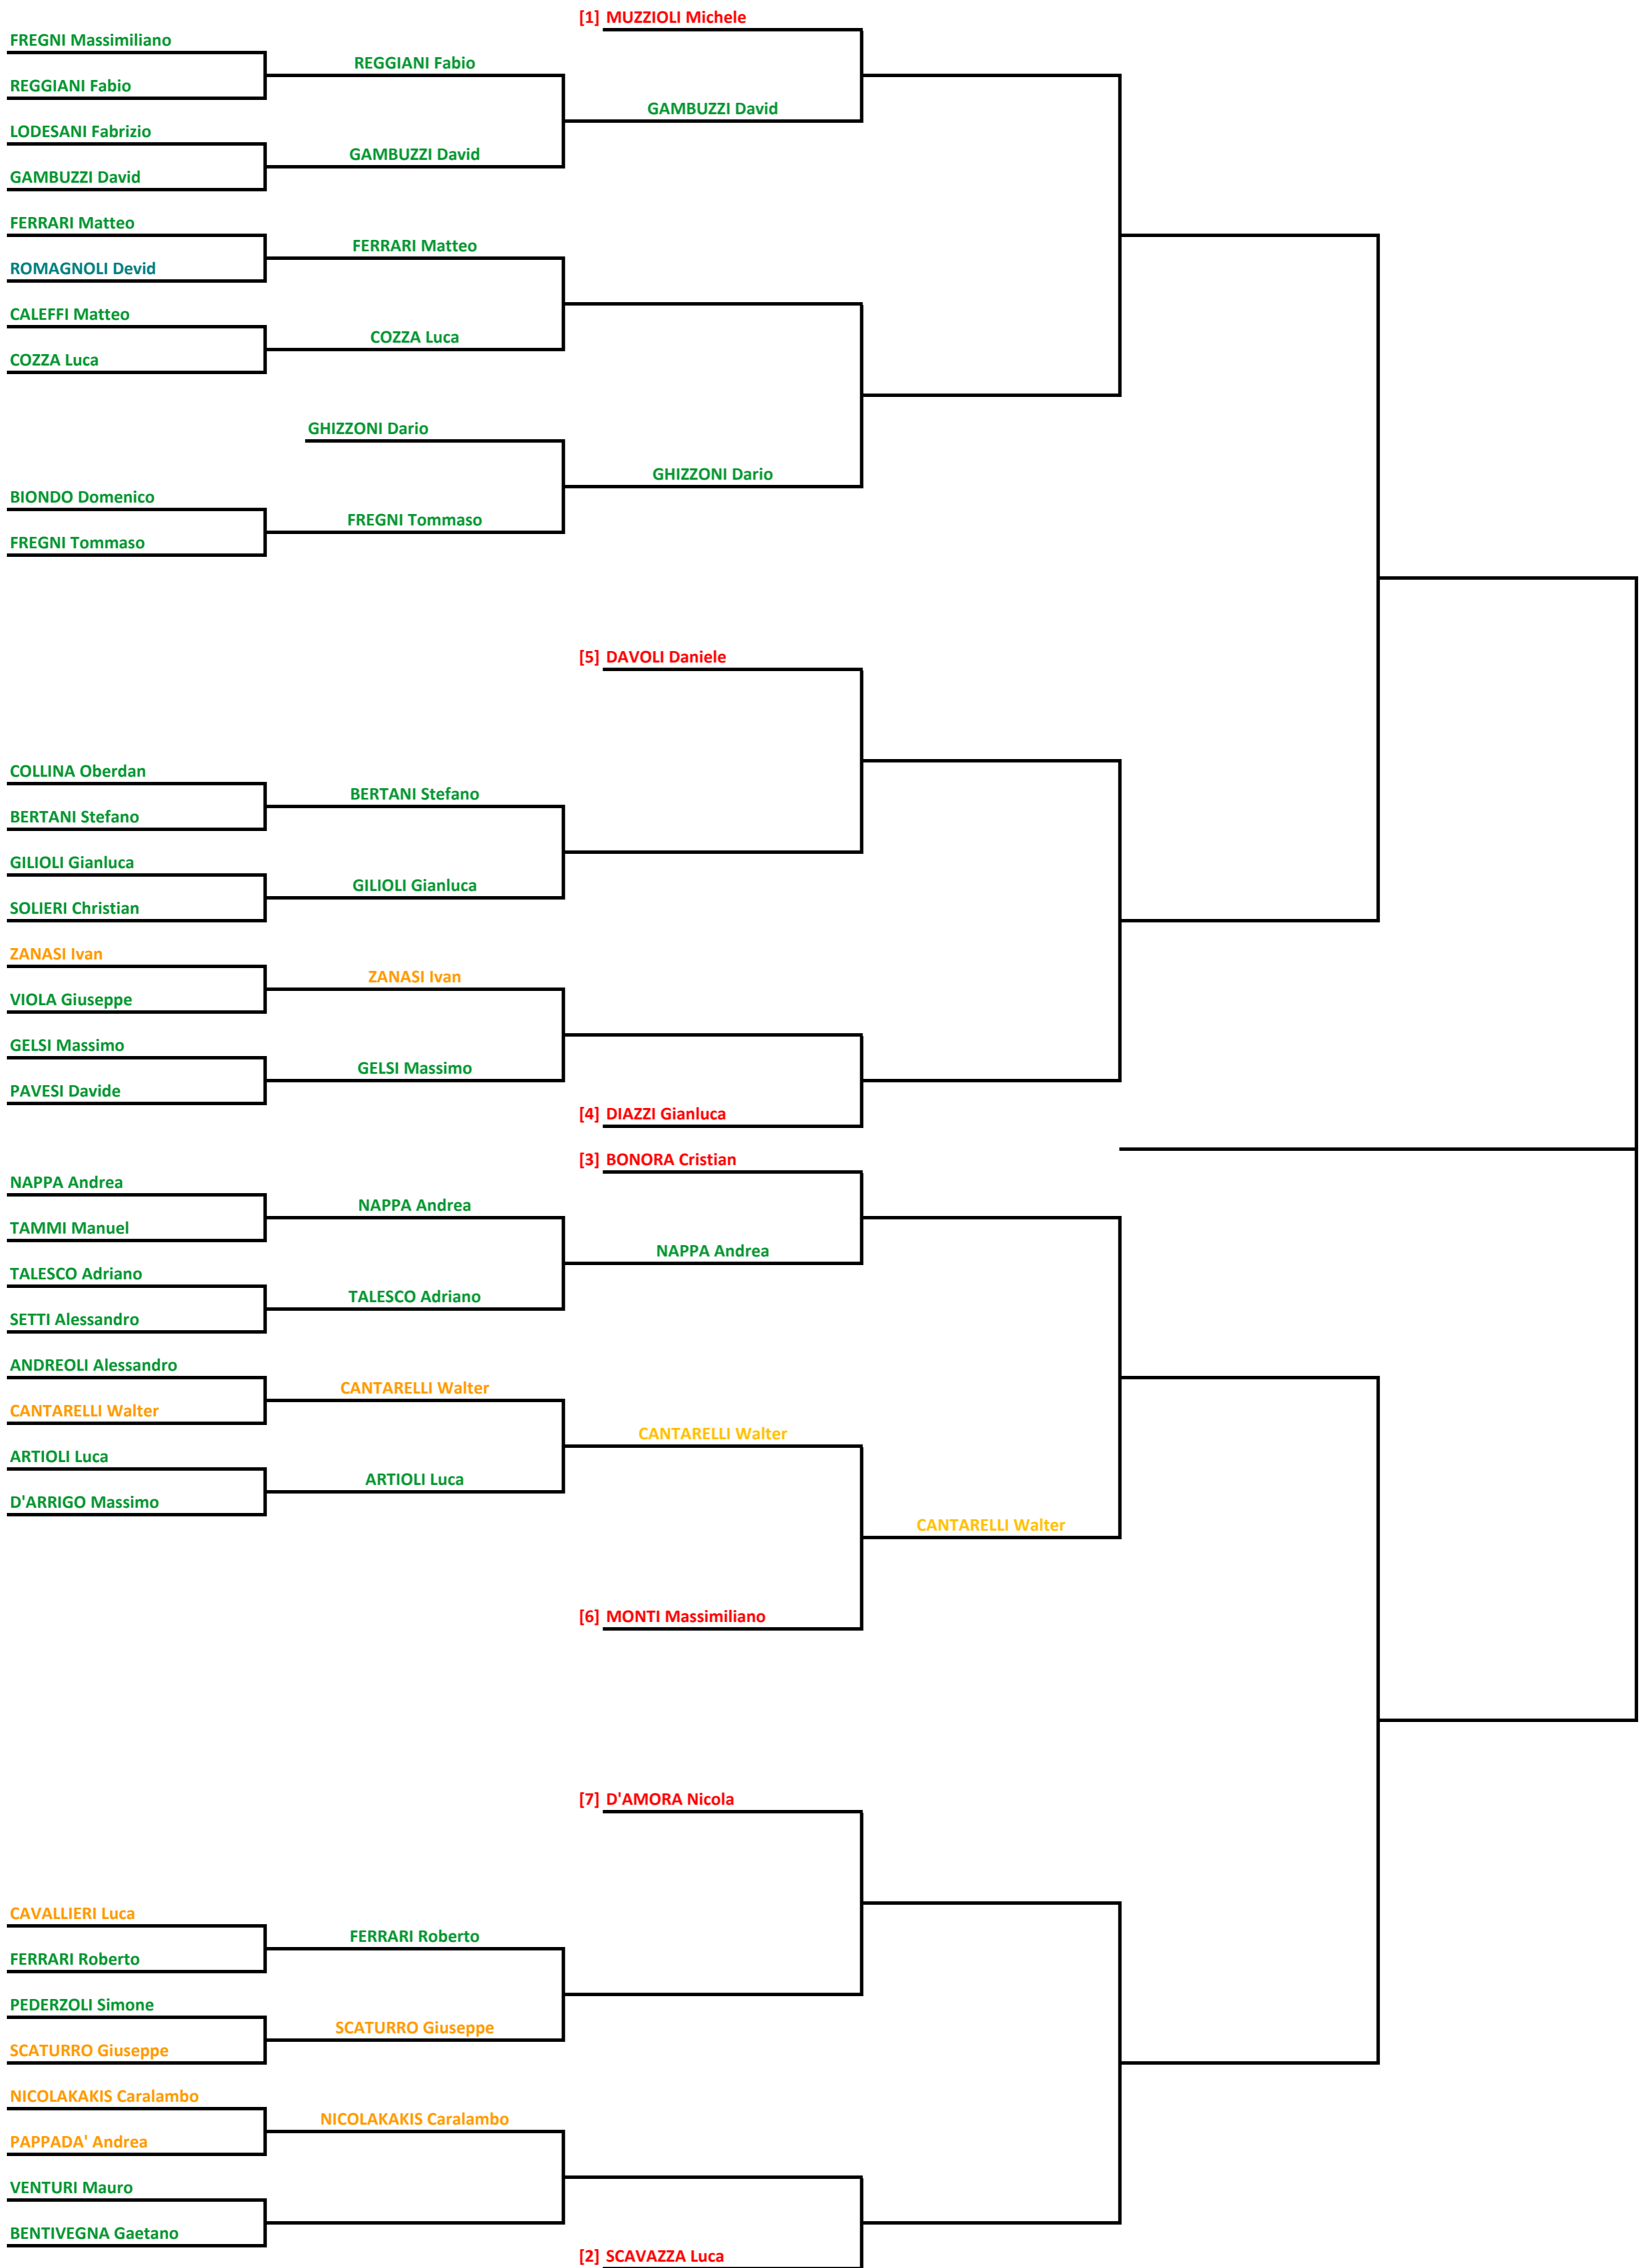 [1] MUZZIOLI Michele
FREGNI Massimiliano
REGGIANI Fabio
REGGIANI Fabio
GAMBUZZI David
LODESANI Fabrizio
GAMBUZZI David
GAMBUZZI David
FERRARI Matteo
FERRARI Matteo
ROMAGNOLI Devid
CALEFFI Matteo
COZZA Luca
COZZA Luca
GHIZZONI Dario
GHIZZONI Dario
BIONDO Domenico
FREGNI Tommaso
FREGNI Tommaso
[5] DAVOLI Daniele
COLLINA Oberdan
BERTANI Stefano
BERTANI Stefano
GILIOLI Gianluca
GILIOLI Gianluca
SOLIERI Christian
ZANASI Ivan
ZANASI Ivan
VIOLA Giuseppe
GELSI Massimo
GELSI Massimo
PAVESI Davide
[4] DIAZZI Gianluca
[3] BONORA Cristian
NAPPA Andrea
NAPPA Andrea
TAMMI Manuel
NAPPA Andrea
TALESCO Adriano
TALESCO Adriano
SETTI Alessandro
ANDREOLI Alessandro
CANTARELLI Walter
CANTARELLI Walter
CANTARELLI Walter
ARTIOLI Luca
ARTIOLI Luca
D'ARRIGO Massimo
CANTARELLI Walter
[6] MONTI Massimiliano
[7] D'AMORA Nicola
CAVALLIERI Luca
FERRARI Roberto
FERRARI Roberto
PEDERZOLI Simone
SCATURRO Giuseppe
SCATURRO Giuseppe
NICOLAKAKIS Caralambo
NICOLAKAKIS Caralambo
PAPPADA' Andrea
VENTURI Mauro
BENTIVEGNA Gaetano
[2] SCAVAZZA Luca